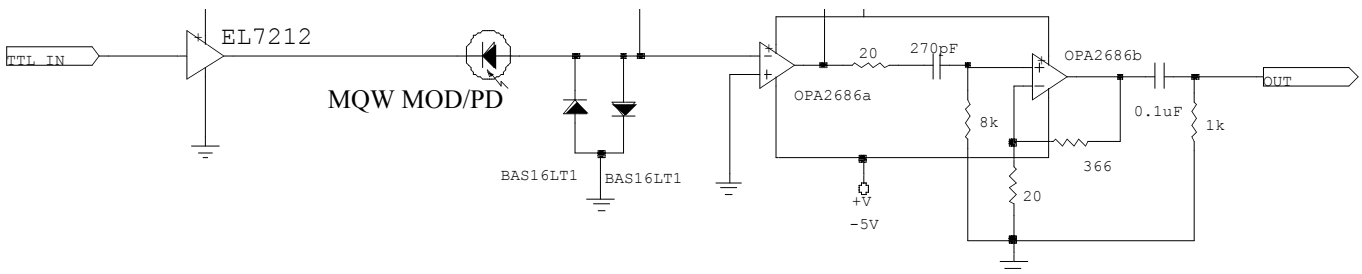 TTL IN
EL7212
MQW MOD/PD
BAS16LT1
BAS16LT1
OPA2686a
20
270pF
OPA2686b
8k
20
366
0.1uF
1k
OUT
+V
-5V